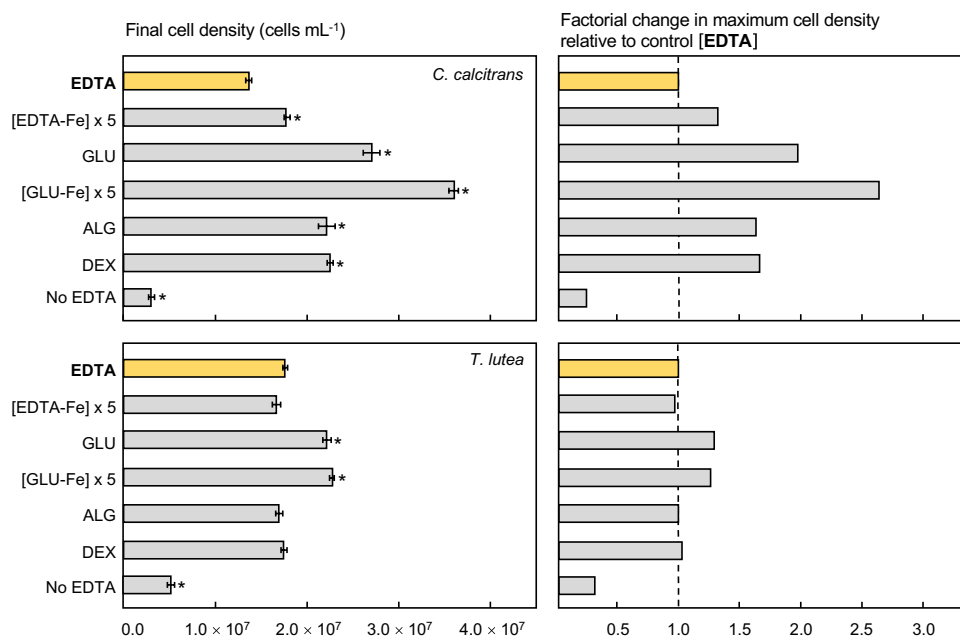 Final cell density (cells mL⁻¹)
Factorial change in maximum cell density
relative to control [EDTA]
C. calcitrans
EDTA
[EDTA-Fe] x 5
GLU *
[GLU-Fe] x 5 *
ALG *
DEX *
No EDTA *
T. lutea
EDTA
[EDTA-Fe] x 5
GLU *
[GLU-Fe] x 5 *
ALG
DEX
No EDTA *
0.0 1.0 × 10⁷ 2.0 × 10⁷ 3.0 × 10⁷ 4.0 × 10⁷
0.5 1.0 1.5 2.0 2.5 3.0